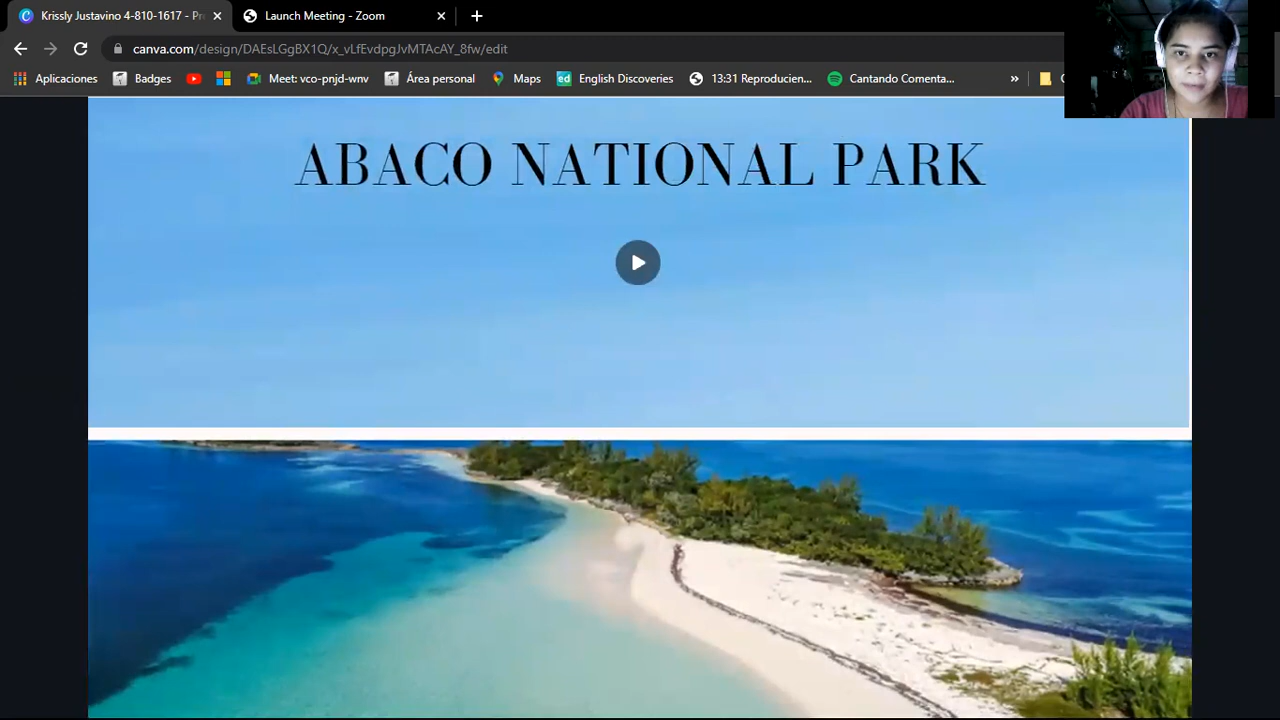 Krissly Justavino 4-810-1617 - Pr
Launch Meeting - Zoom
canva.com/design/DAEsLGgBX1Q/x_vLfEvdpgJvMTAcAY_8fw/edit
Aplicaciones Badges Meet: vco-pnjd-wnv Área personal Maps ed English Discoveries 13:31 Reproducien... Cantando Comenta... »
ABACO NATIONAL PARK